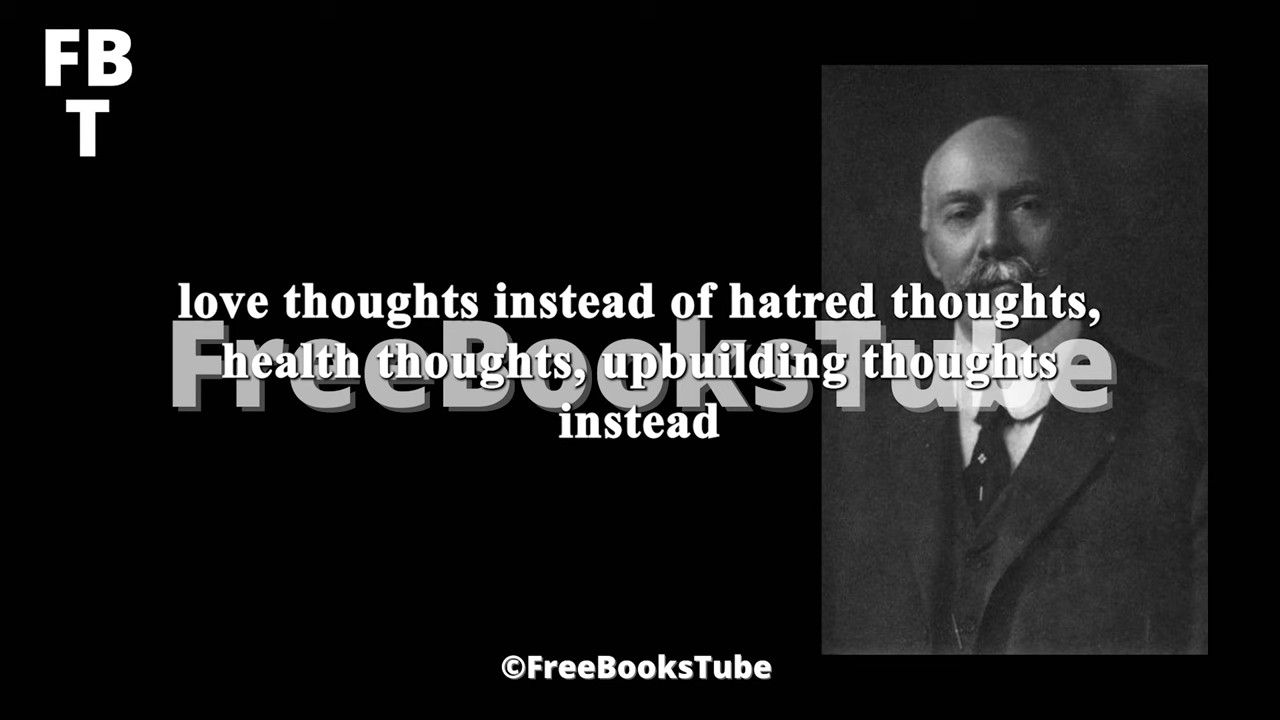 FB
T
love thoughts instead of hatred thoughts,
FreeBooksTube
health thoughts, upbuilding thoughts
instead
©FreeBooksTube